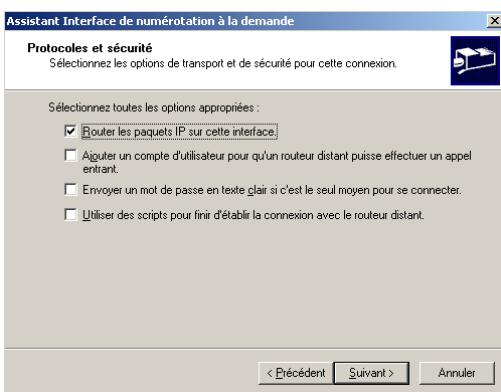 Assistant Interface de numérotation à la demande
Protocoles et sécurité
Sélectionnez les options de transport et de sécurité pour cette connexion.
Sélectionnez toutes les options appropriées :
Router les paquets IP sur cette interface.
Ajouter un compte d'utilisateur pour qu'un routeur distant puisse effectuer un appel
entrant.
Envoyer un mot de passe en texte clair si c'est le seul moyen pour se connecter.
Utiliser des scripts pour finir d'établir la connexion avec le routeur distant.
< Précédent
Suivant >
Annuler